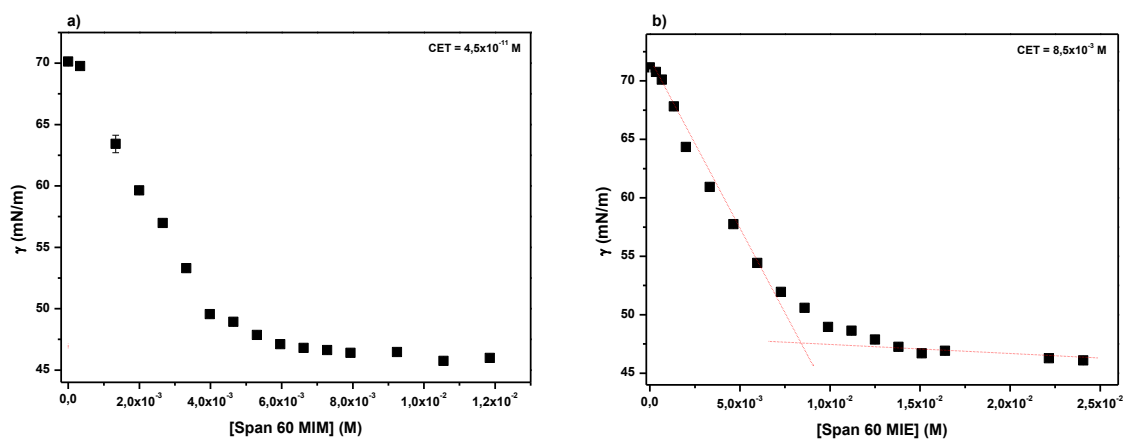 a)
CET = 4,5x10⁻¹¹ M
70
65
60
55
50
45
γ (mN/m)
0,0 2,0x10⁻³ 4,0x10⁻³ 6,0x10⁻³ 8,0x10⁻³ 1,0x10⁻² 1,2x10⁻²
[Span 60 MIM] (M)
b)
CET = 8,5x10⁻³ M
70
65
60
55
50
45
γ (mN/m)
0,0 5,0x10⁻³ 1,0x10⁻² 1,5x10⁻² 2,0x10⁻² 2,5x10⁻²
[Span 60 MIE] (M)